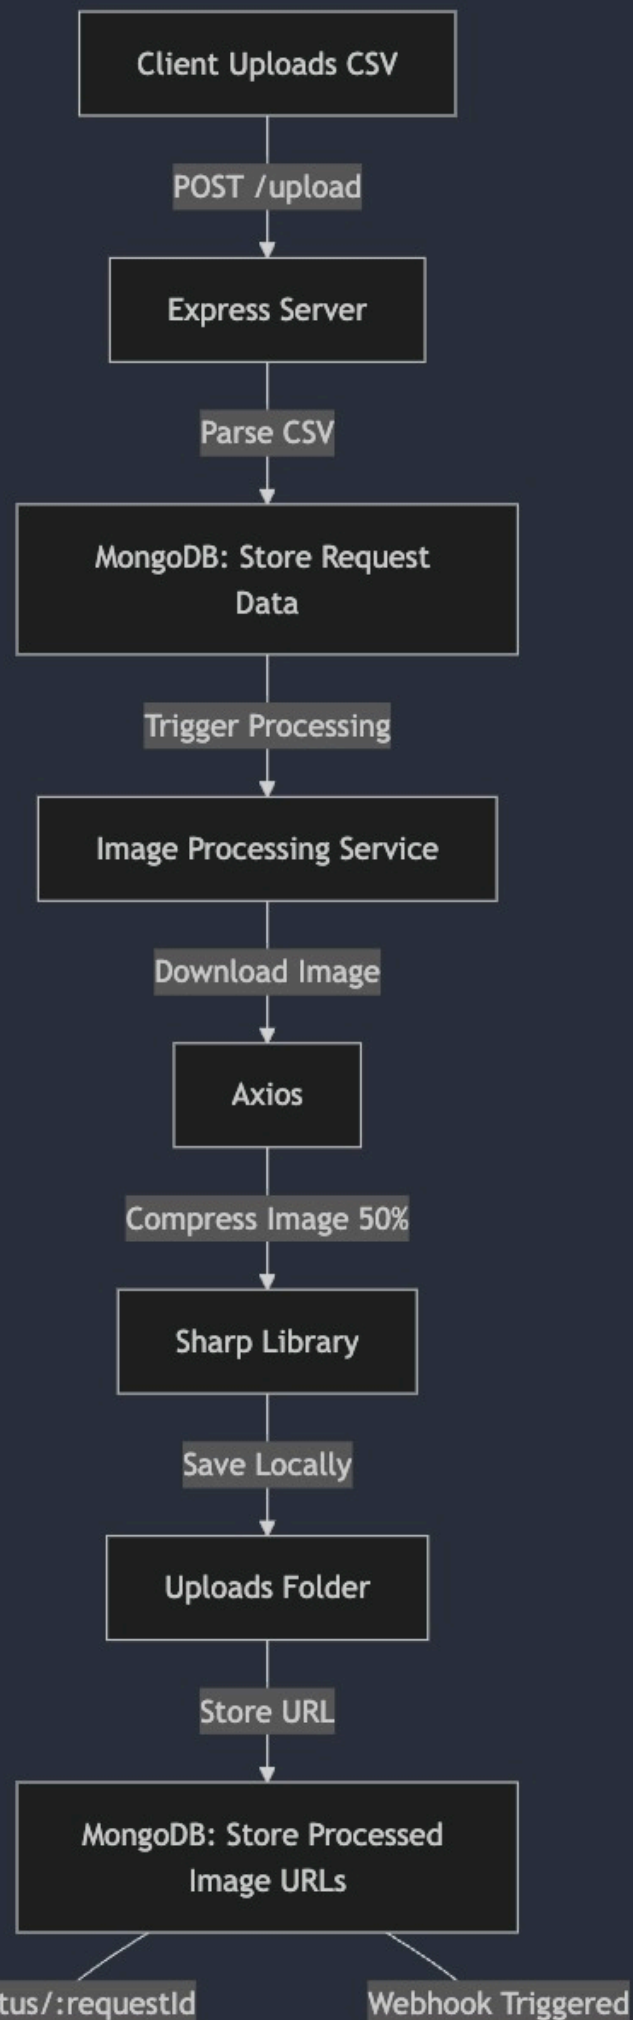 Client Uploads CSV
POST /upload
Express Server
Parse CSV
MongoDB: Store Request
Data
Trigger Processing
Image Processing Service
Download Image
Axios
Compress Image 50%
Sharp Library
Save Locally
Uploads Folder
Store URL
MongoDB: Store Processed
Image URLs
tus/:requestId
Webhook Triggered